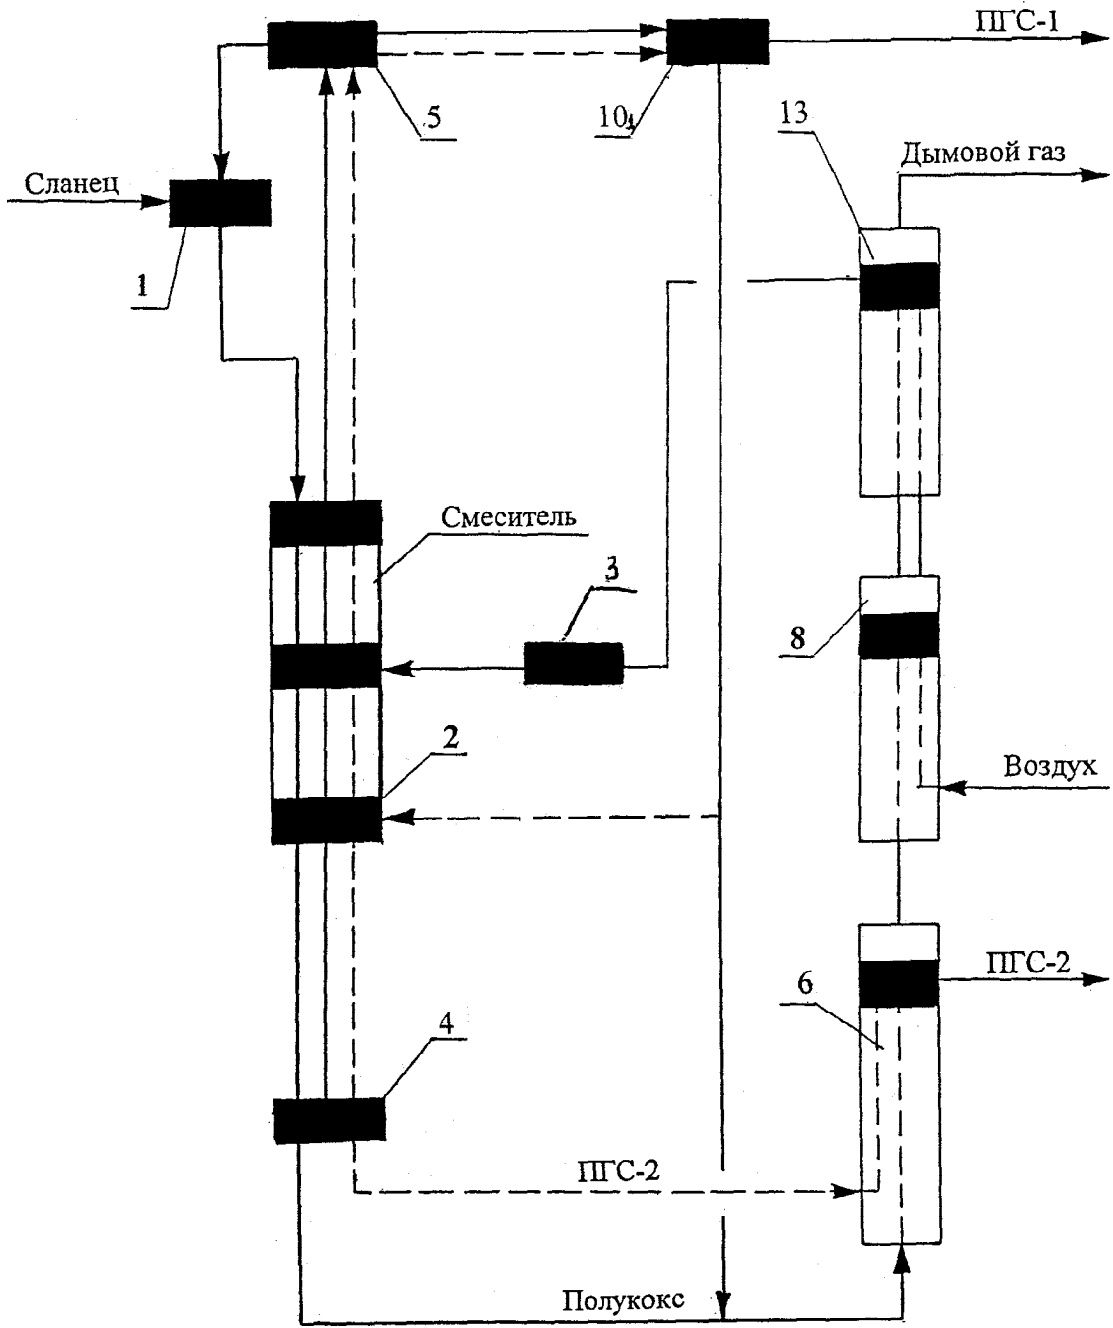 ПГС-1
5
10
13
Дымовой газ
Сланец
1
Смеситель
3
8
2
Воздух
ПГС-2
6
4
ПГС-2
Полукокс